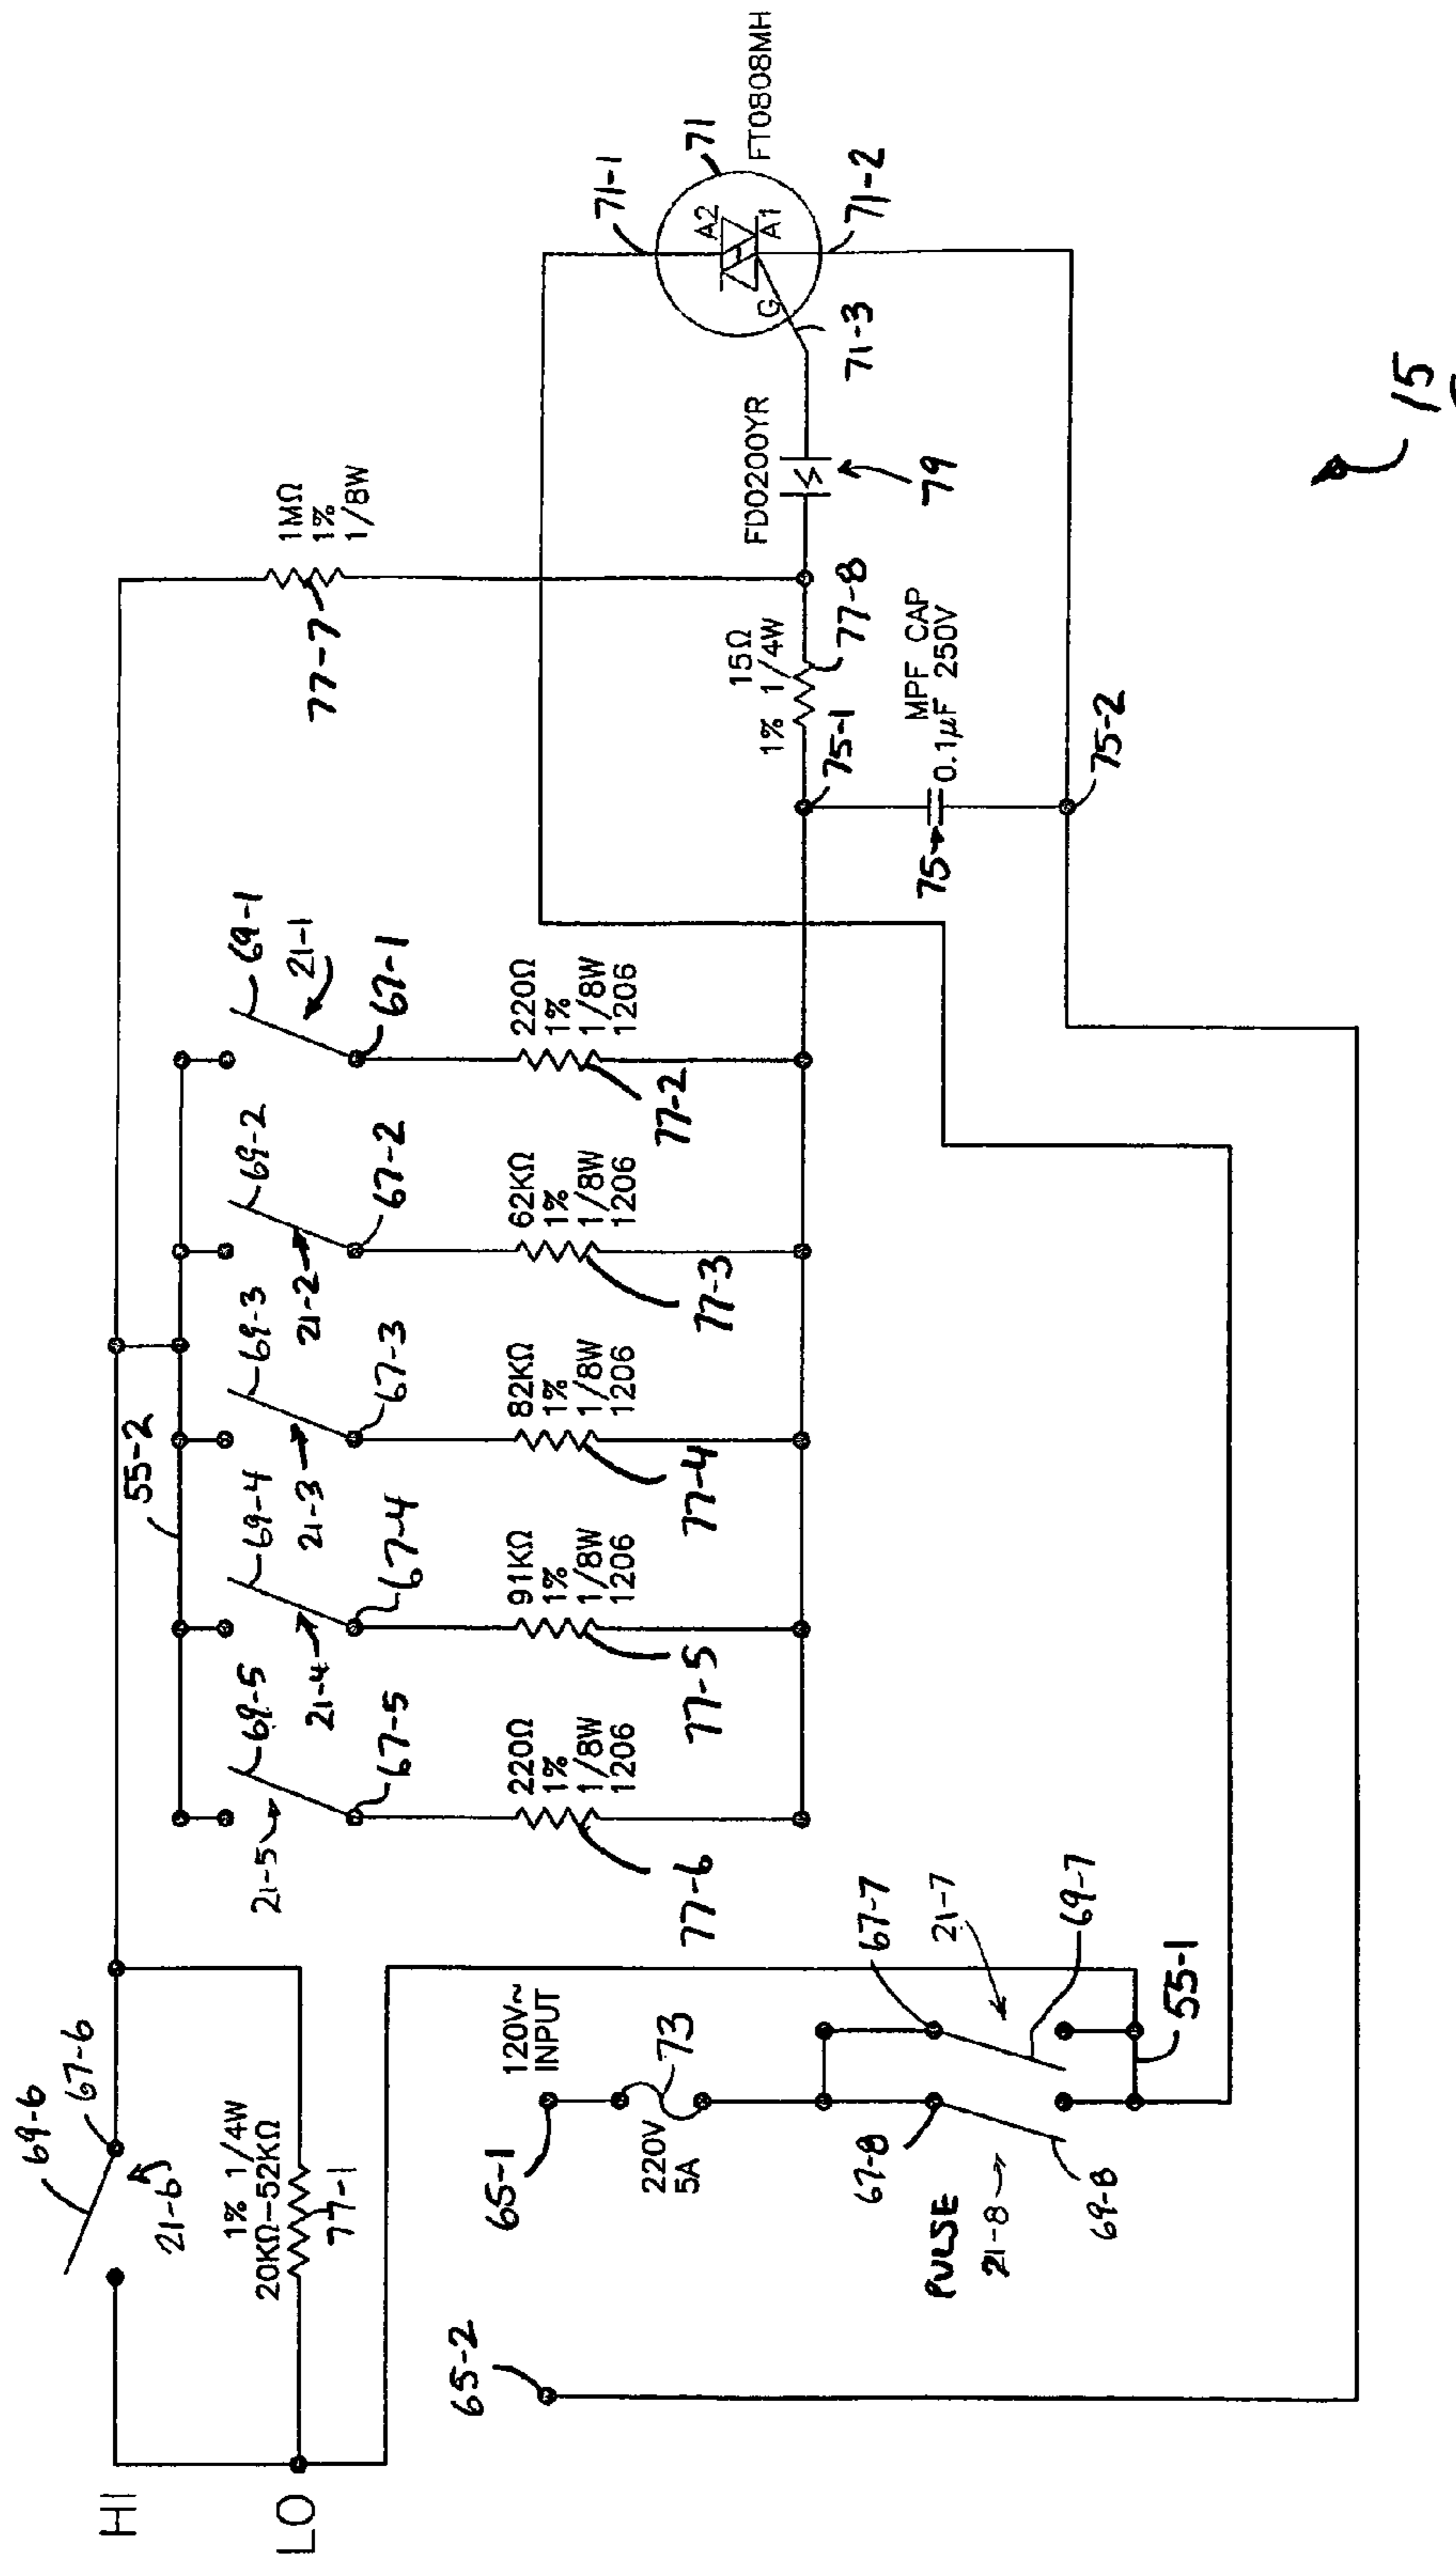 HI
LO
69-6
67-6
21-6
1% 1/4W
20KΩ-52KΩ
77-1
55-2
69-5
21-5
67-5
220Ω
1%
1/8W
1206
77-6
69-4
21-4
67-4
91KΩ
1%
1/8W
1206
77-5
69-3
21-3
67-3
82KΩ
1%
1/8W
1206
77-4
69-2
21-2
67-2
62KΩ
1%
1/8W
1206
77-3
69-1
21-1
67-1
220Ω
1%
1/8W
1206
77-2
1MΩ
1%
1/8W
77-7
65-2
65-1
120V~
INPUT
220V
5A
73
67-8
PULSE
21-8
69-8
67-7
21-7
69-7
55-1
15Ω
1% 1/4W
75-1
77-8
MPF CAP
0.1µF 250V
75
75-2
FD0200YR
79
71-1
71
A2
A1
G
FT0808MH
71-2
71-3
15